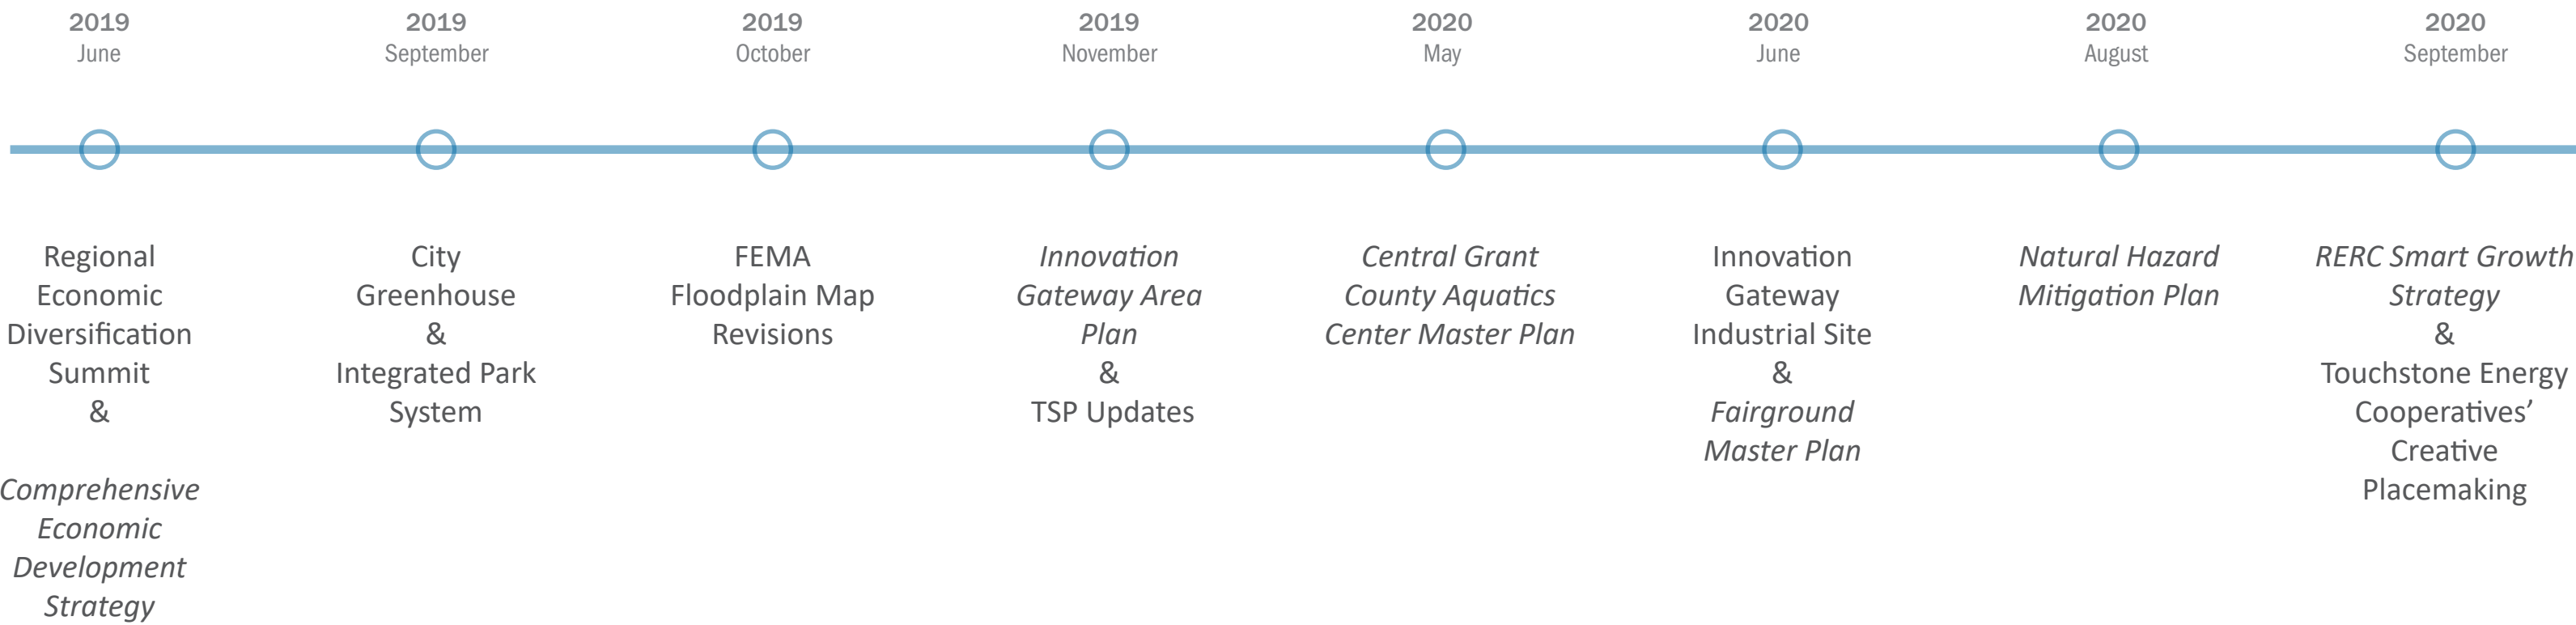 2019
June
2019
September
2019
October
2019
November
2020
May
2020
June
2020
August
2020
September
Regional
Economic
Diversification
Summit
&
Comprehensive
Economic
Development
Strategy
City
Greenhouse
&
Integrated Park
System
FEMA
Floodplain Map
Revisions
Innovation
Gateway Area
Plan
&
TSP Updates
Central Grant
County Aquatics
Center Master Plan
Innovation
Gateway
Industrial Site
&
Fairground
Master Plan
Natural Hazard
Mitigation Plan
RERC Smart Growth
Strategy
&
Touchstone Energy
Cooperatives’
Creative
Placemaking